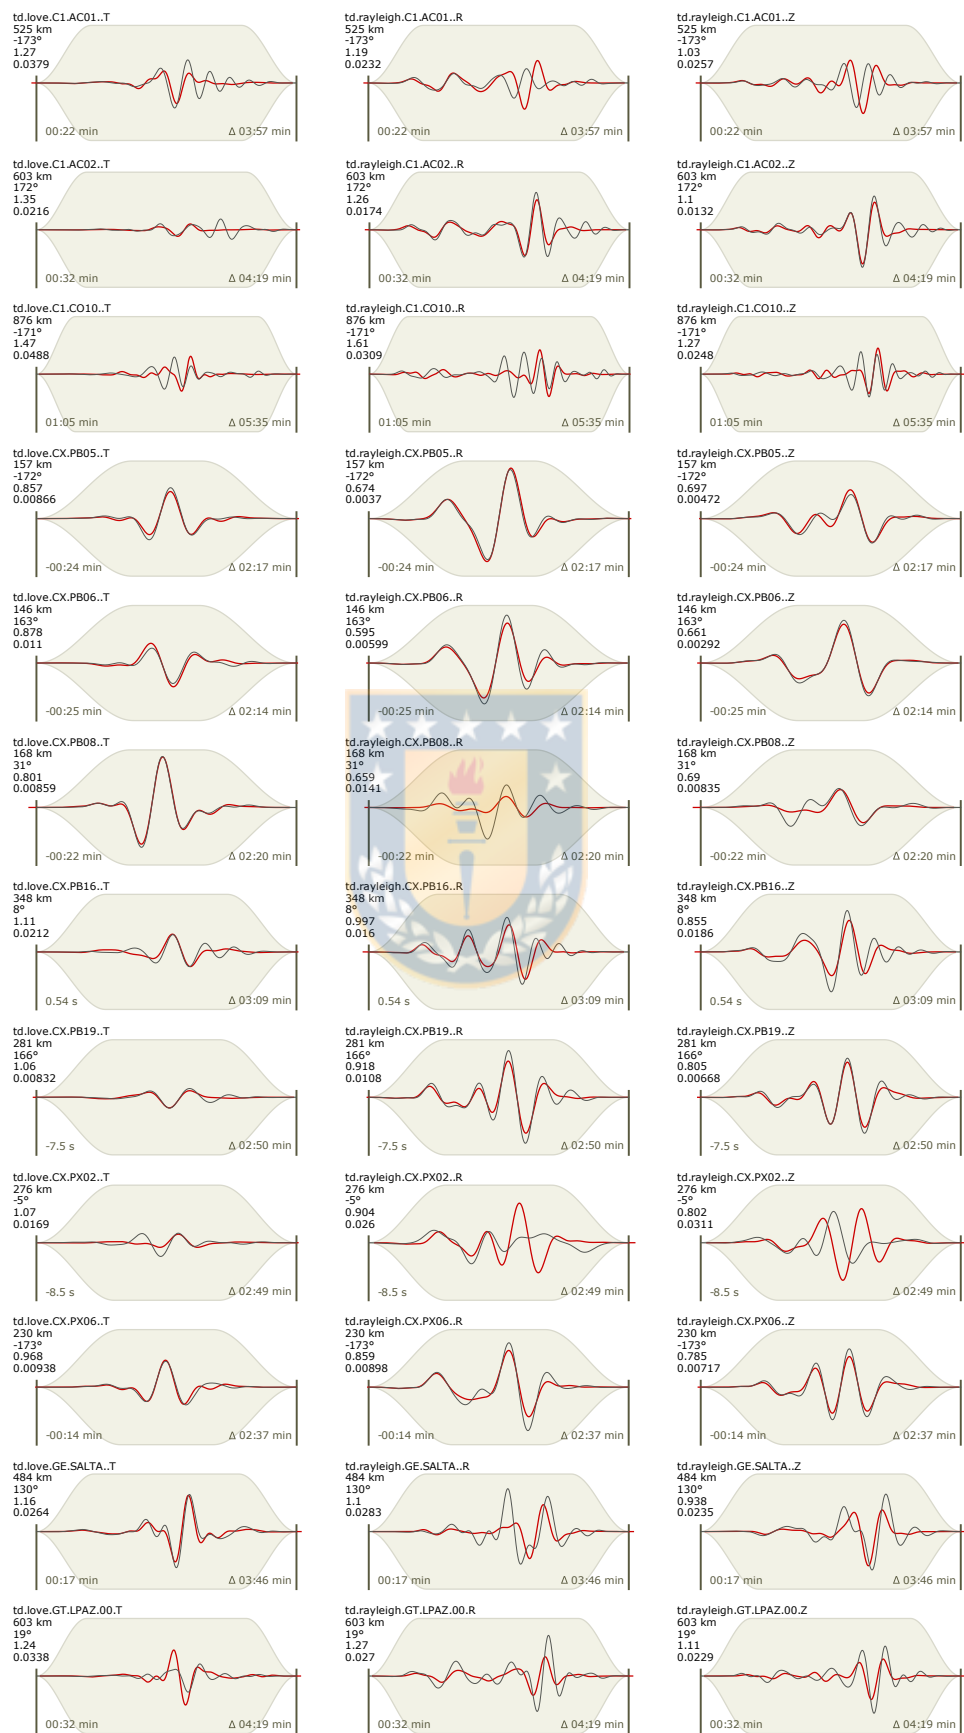 td.love.C1.AC01..T
525 km
-173°
1.27
0.0379
00:22 min
Δ 03:57 min
td.rayleigh.C1.AC01..R
525 km
-173°
1.19
0.0232
00:22 min
Δ 03:57 min
td.rayleigh.C1.AC01..Z
525 km
-173°
1.03
0.0257
00:22 min
Δ 03:57 min
td.love.C1.AC02..T
603 km
172°
1.35
0.0216
00:32 min
Δ 04:19 min
td.rayleigh.C1.AC02..R
603 km
172°
1.26
0.0174
00:32 min
Δ 04:19 min
td.rayleigh.C1.AC02..Z
603 km
172°
1.1
0.0132
00:32 min
Δ 04:19 min
td.love.C1.CO10..T
876 km
-171°
1.47
0.0488
01:05 min
Δ 05:35 min
td.rayleigh.C1.CO10..R
876 km
-171°
1.61
0.0309
01:05 min
Δ 05:35 min
td.rayleigh.C1.CO10..Z
876 km
-171°
1.27
0.0248
01:05 min
Δ 05:35 min
td.love.CX.PB05..T
157 km
-172°
0.857
0.00866
-00:24 min
Δ 02:17 min
td.rayleigh.CX.PB05..R
157 km
-172°
0.674
0.0037
-00:24 min
Δ 02:17 min
td.rayleigh.CX.PB05..Z
157 km
-172°
0.697
0.00472
-00:24 min
Δ 02:17 min
td.love.CX.PB06..T
146 km
163°
0.878
0.011
-00:25 min
Δ 02:14 min
td.rayleigh.CX.PB06..R
146 km
163°
0.595
0.00599
-00:25 min
Δ 02:14 min
td.rayleigh.CX.PB06..Z
146 km
163°
0.661
0.00292
-00:25 min
Δ 02:14 min
td.love.CX.PB08..T
168 km
31°
0.801
0.00859
-00:22 min
Δ 02:20 min
td.rayleigh.CX.PB08..R
168 km
31°
0.659
0.0141
-00:22 min
Δ 02:20 min
td.rayleigh.CX.PB08..Z
168 km
31°
0.69
0.00835
-00:22 min
Δ 02:20 min
td.love.CX.PB16..T
348 km
8°
1.11
0.0212
0.54 s
Δ 03:09 min
td.rayleigh.CX.PB16..R
348 km
8°
0.997
0.016
0.54 s
Δ 03:09 min
td.rayleigh.CX.PB16..Z
348 km
8°
0.855
0.0186
0.54 s
Δ 03:09 min
td.love.CX.PB19..T
281 km
166°
1.06
0.00832
-7.5 s
Δ 02:50 min
td.rayleigh.CX.PB19..R
281 km
166°
0.918
0.0108
-7.5 s
Δ 02:50 min
td.rayleigh.CX.PB19..Z
281 km
166°
0.805
0.00668
-7.5 s
Δ 02:50 min
td.love.CX.PX02..T
276 km
-5°
1.07
0.0169
-8.5 s
Δ 02:49 min
td.rayleigh.CX.PX02..R
276 km
-5°
0.904
0.026
-8.5 s
Δ 02:49 min
td.rayleigh.CX.PX02..Z
276 km
-5°
0.802
0.0311
-8.5 s
Δ 02:49 min
td.love.CX.PX06..T
230 km
-173°
0.968
0.00938
-00:14 min
Δ 02:37 min
td.rayleigh.CX.PX06..R
230 km
-173°
0.859
0.00898
-00:14 min
Δ 02:37 min
td.rayleigh.CX.PX06..Z
230 km
-173°
0.785
0.00717
-00:14 min
Δ 02:37 min
td.love.GE.SALTA..T
484 km
130°
1.16
0.0264
00:17 min
Δ 03:46 min
td.rayleigh.GE.SALTA..R
484 km
130°
1.1
0.0283
00:17 min
Δ 03:46 min
td.rayleigh.GE.SALTA..Z
484 km
130°
0.938
0.0235
00:17 min
Δ 03:46 min
td.love.GT.LPAZ.00.T
603 km
19°
1.24
0.0338
00:32 min
Δ 04:19 min
td.rayleigh.GT.LPAZ.00.R
603 km
19°
1.27
0.027
00:32 min
Δ 04:19 min
td.rayleigh.GT.LPAZ.00.Z
603 km
19°
1.11
0.0229
00:32 min
Δ 04:19 min